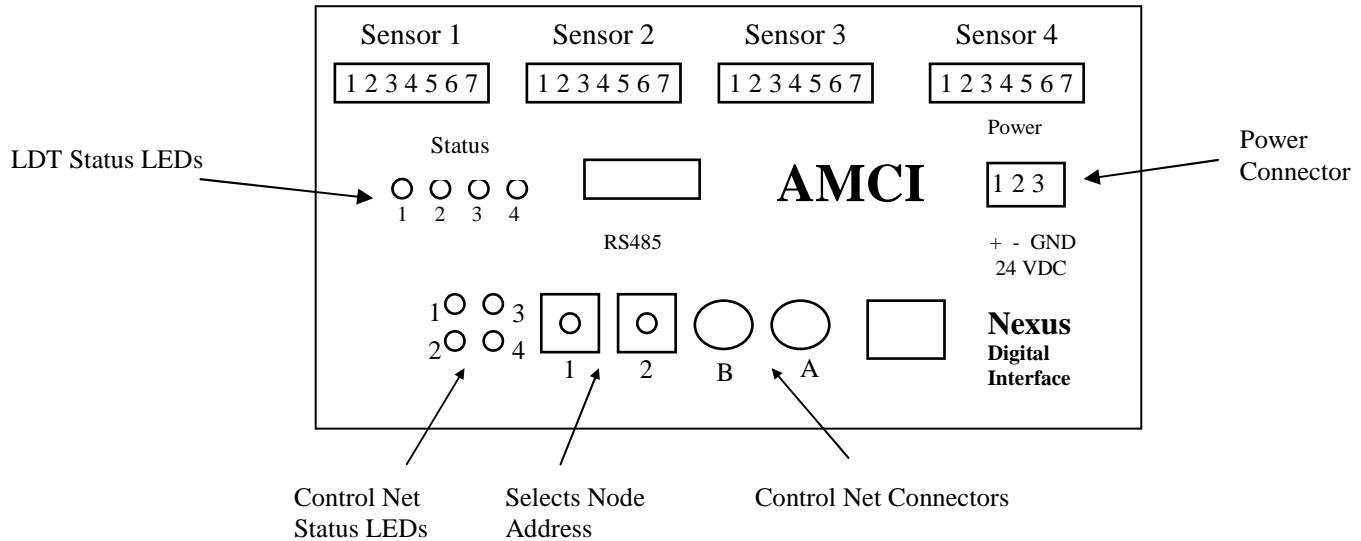 Sensor 1
Sensor 2
Sensor 3
Sensor 4
1 2 3 4 5 6 7
1 2 3 4 5 6 7
1 2 3 4 5 6 7
1 2 3 4 5 6 7
Power
Status
LDT Status LEDs
1
2
3
4
RS485
AMCI
1 2 3
Power
Connector
+ - GND
24 VDC
1
3
2
4
1
2
B
A
Nexus
Digital
Interface
Control Net
Status LEDs
Selects Node
Address
Control Net Connectors